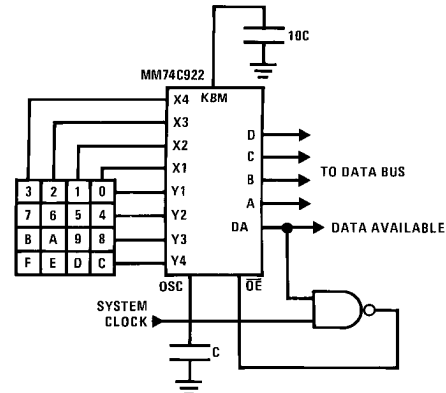 10C
MM74C922
X4 KBM
X3
X2
X1
Y1
Y2
Y3
Y4
D
C
B
A
DA
TO DATA BUS
DATA AVAILABLE
3 2 1 0
7 6 5 4
B A 9 8
F E D C
OSC OE
SYSTEM
CLOCK
C